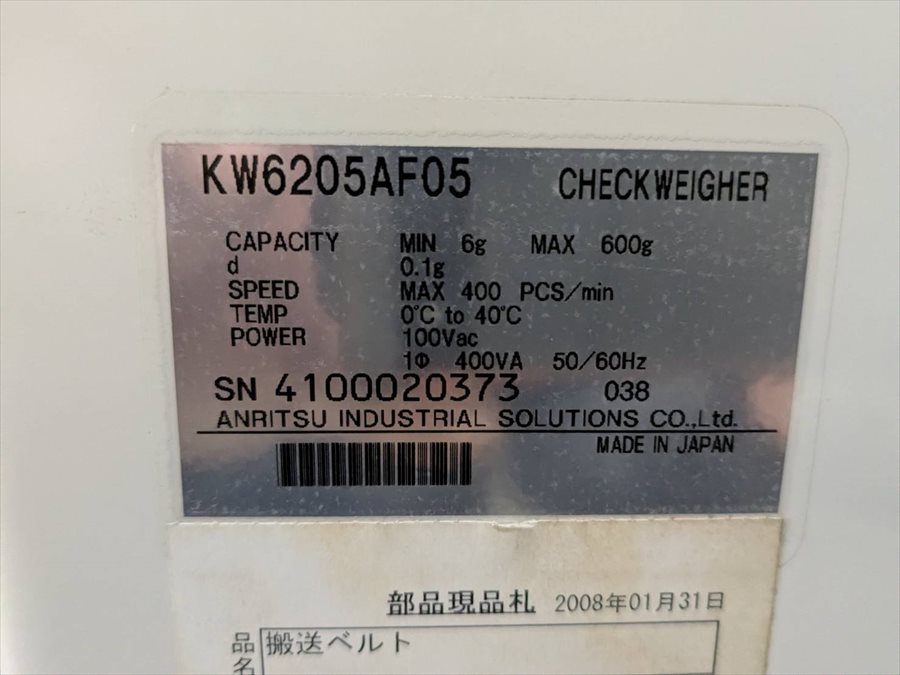 KW6205AF05 CHECKWEIGHER
CAPACITY MIN 6g MAX 600g
d 0.1g
SPEED MAX 400 PCS/min
TEMP 0℃ to 40℃
POWER 100Vac
1Φ 400VA 50/60Hz
SN 4100020373 038
ANRITSU INDUSTRIAL SOLUTIONS CO.,Ltd.
MADE IN JAPAN
部品現品札 2008年01月31日
品名 搬送ベルト